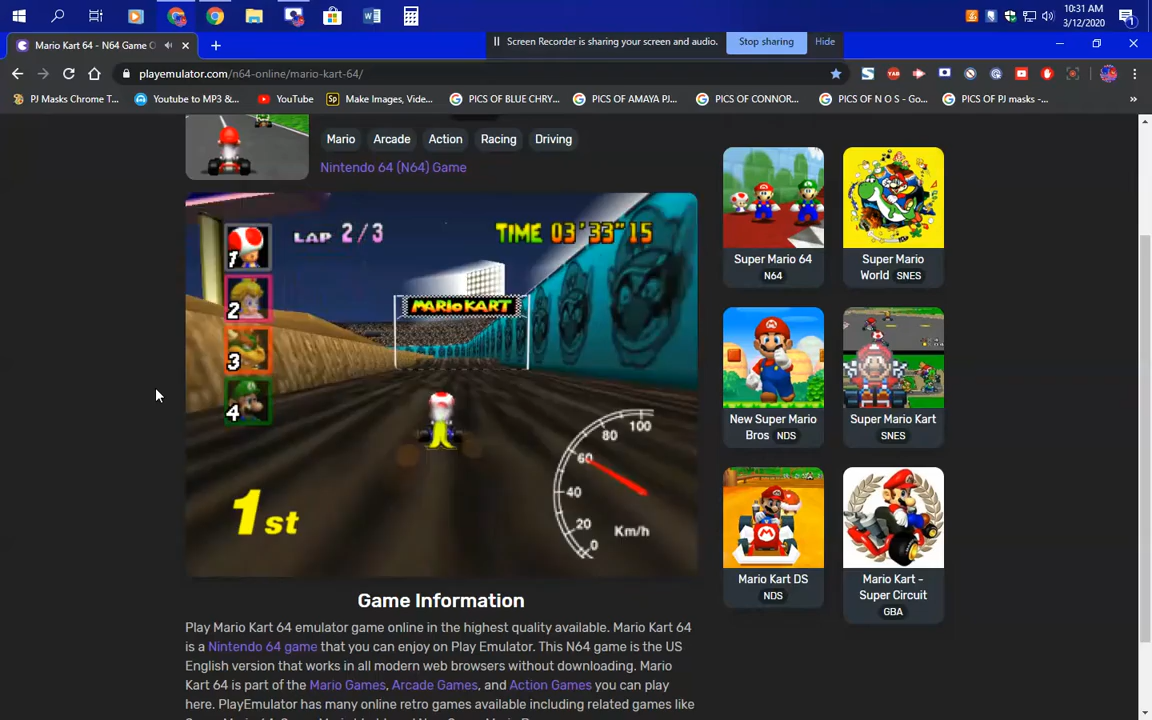 10:31 AM
3/12/2020
1
Mario Kart 64 - N64 Game O
Screen Recorder is sharing your screen and audio.
Stop sharing
Hide
playemulator.com/n64-online/mario-kart-64/
PJ Masks Chrome T...
Youtube to MP3 &...
YouTube
Make Images, Vide...
PICS OF BLUE CHRY...
PICS OF AMAYA PJ...
PICS OF CONNOR...
PICS OF N O S - Go...
PICS OF PJ masks -...
Mario
Arcade
Action
Racing
Driving
Nintendo 64 (N64) Game
LAP 2/3
TIME 03'33"15
1
2
3
4
MARIO KART
1st
100
80
60
40
20
0
Km/h
Super Mario 64
N64
Super Mario
World SNES
New Super Mario
Bros NDS
Super Mario Kart
SNES
Mario Kart DS
NDS
Mario Kart -
Super Circuit
GBA
Game Information
Play Mario Kart 64 emulator game online in the highest quality available. Mario Kart 64
is a Nintendo 64 game that you can enjoy on Play Emulator. This N64 game is the US
English version that works in all modern web browsers without downloading. Mario
Kart 64 is part of the Mario Games, Arcade Games, and Action Games you can play
here. PlayEmulator has many online retro games available including related games like